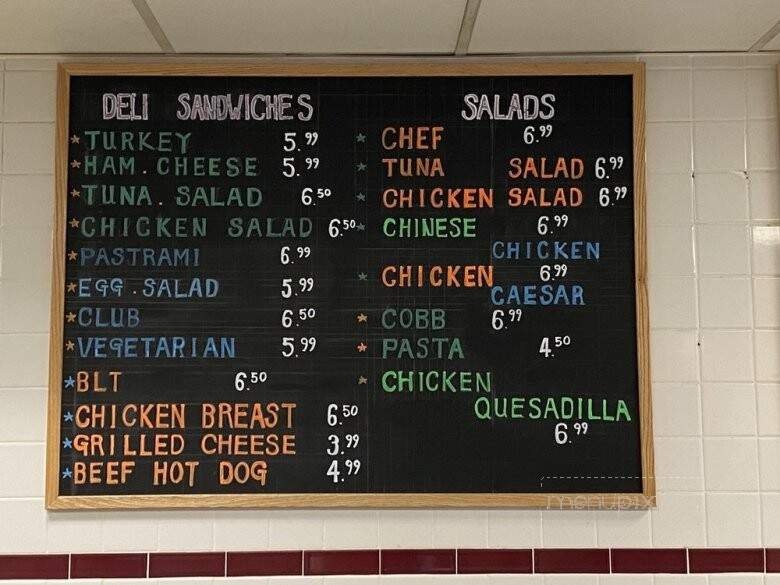 DELI SANDWICHES
* TURKEY 5.99
* HAM. CHEESE 5.99
* TUNA. SALAD 6.50
* CHICKEN SALAD 6.50
* PASTRAMI 6.99
* EGG. SALAD 5.99
* CLUB 6.50
* VEGETARIAN 5.99
* BLT 6.50
* CHICKEN BREAST 6.50
* GRILLED CHEESE 3.99
* BEEF HOT DOG 4.99
SALADS
* CHEF 6.99
* TUNA SALAD 6.99
* CHICKEN SALAD 6.99
* CHINESE 6.99
CHICKEN
* CHICKEN 6.99
CAESAR
* COBB 6.99
* PASTA 4.50
* CHICKEN
QUESADILLA
6.99
menupix